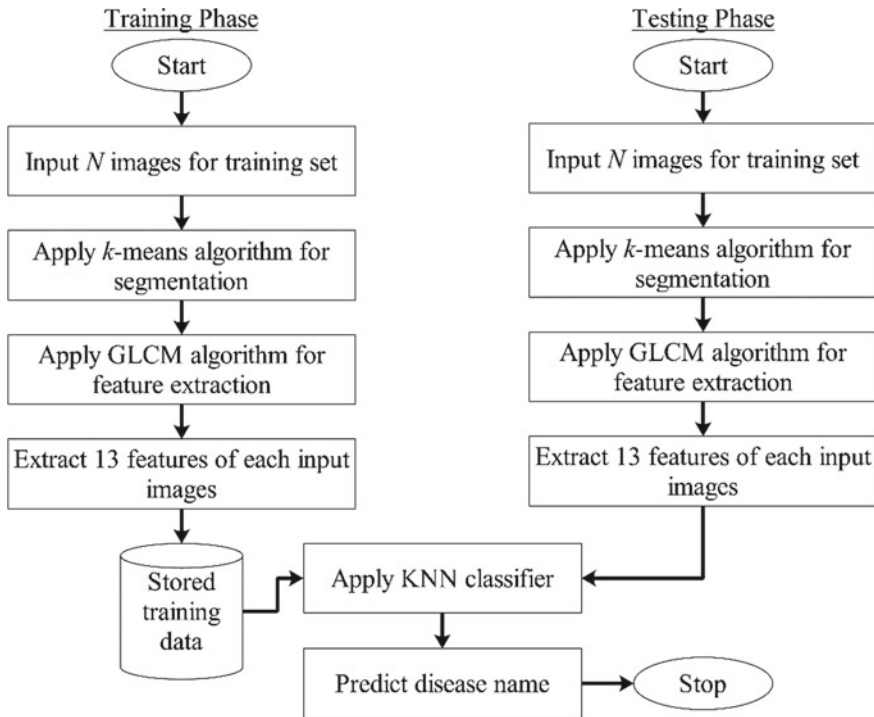 Training Phase
Start
Input N images for training set
Apply k-means algorithm for
segmentation
Apply GLCM algorithm for
feature extraction
Extract 13 features of each input
images
Stored
training
data
Testing Phase
Start
Input N images for training set
Apply k-means algorithm for
segmentation
Apply GLCM algorithm for
feature extraction
Extract 13 features of each input
images
Apply KNN classifier
Predict disease name
Stop